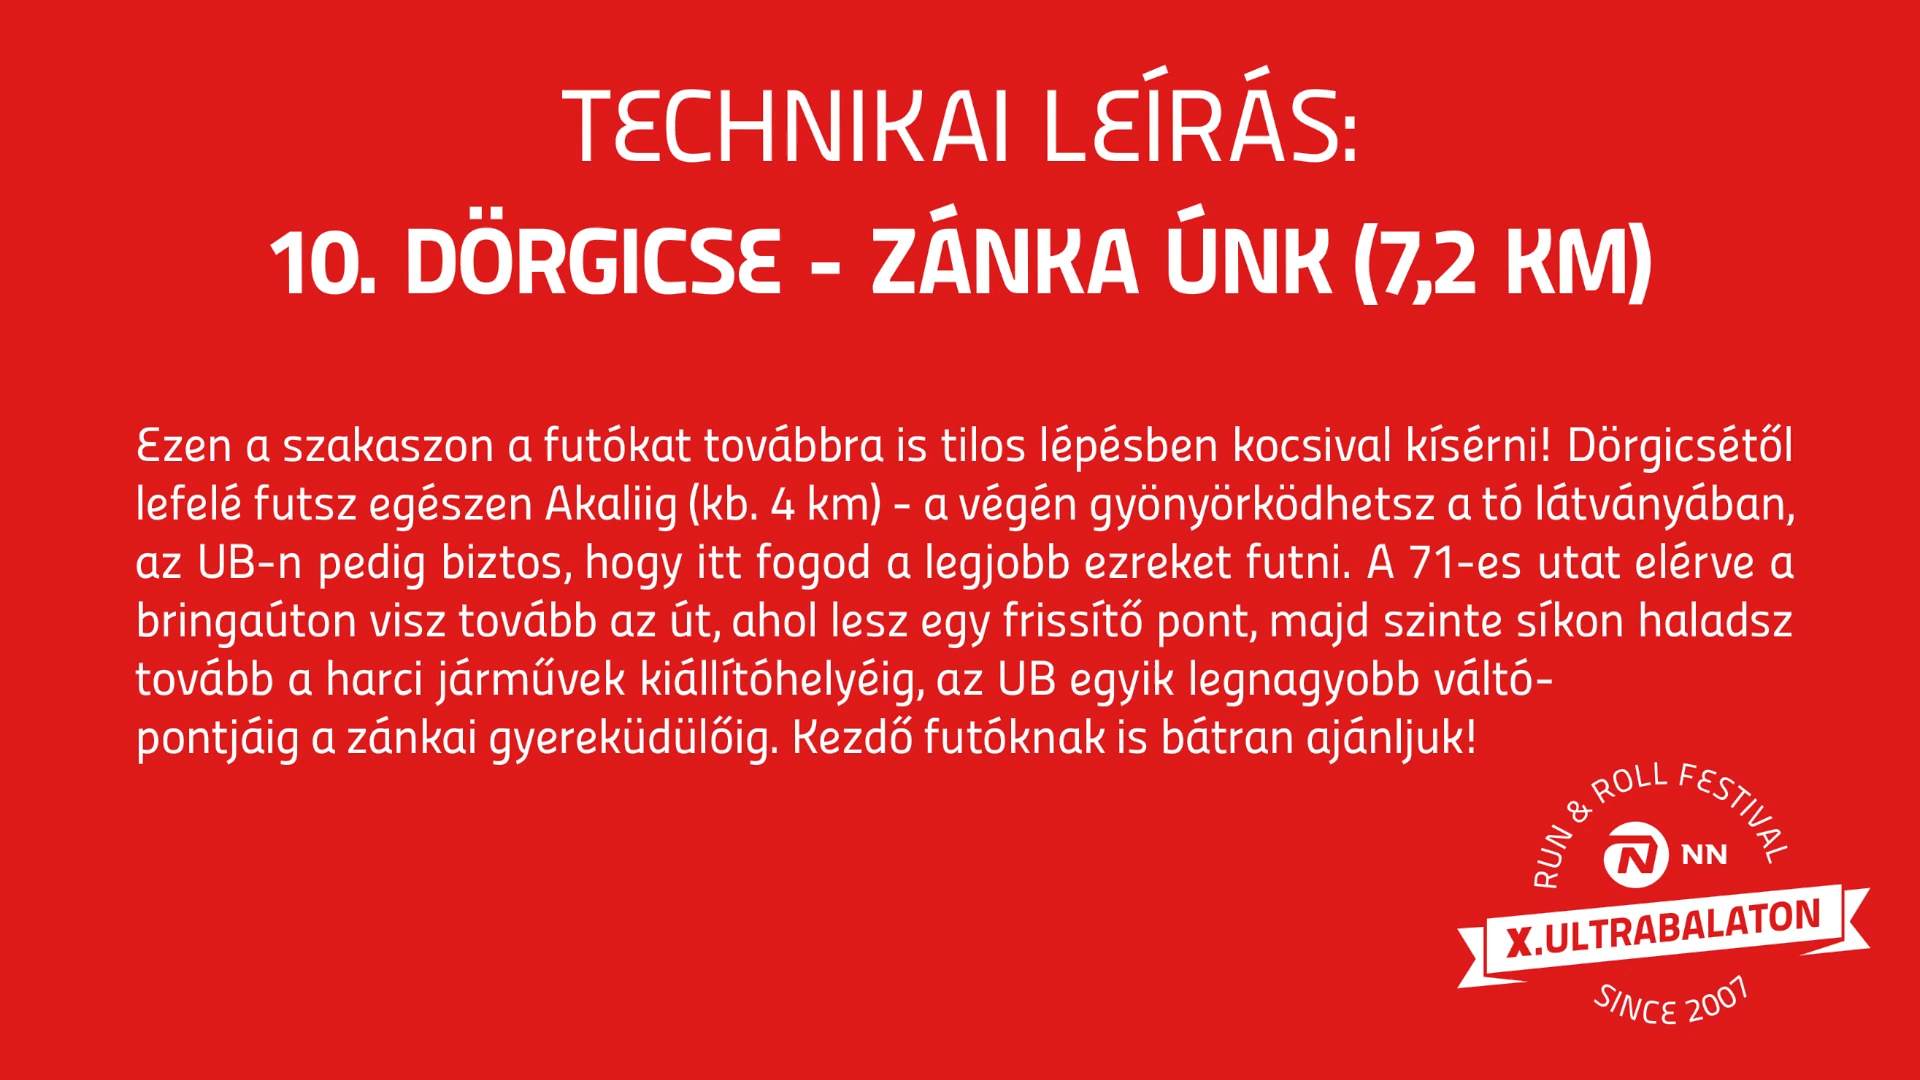 TECHNIKAI LEÍRÁS:
10. DÖRGICSE - ZÁNKA ÚNK (7,2 KM)
Ezen a szakaszon a futókat továbbra is tilos lépésben kocsival kísérni! Dörgicsétől
lefelé futsz egészen Akaliig (kb. 4 km) - a végén gyönyörködhetsz a tó látványában,
az UB-n pedig biztos, hogy itt fogod a legjobb ezreket futni. A 71-es utat elérve a
bringaúton visz tovább az út, ahol lesz egy frissítő pont, majd szinte síkon haladsz
tovább a harci járművek kiállítóhelyéig, az UB egyik legnagyobb váltó-
pontjáig a zánkai gyereküdülőig. Kezdő futóknak is bátran ajánljuk!
RUN & ROLL FESTIVAL
NN
X.ULTRABALATON
SINCE 2007